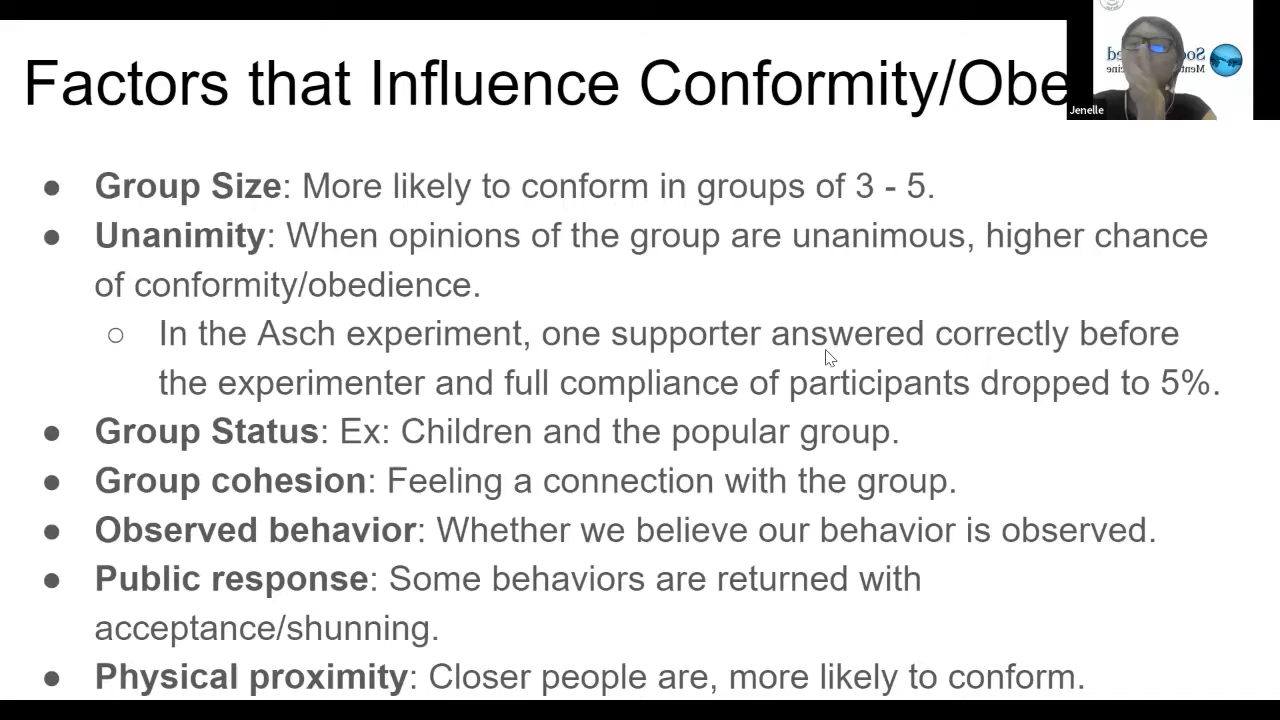 Factors that Influence Conformity/Obe
Jenelle
● Group Size: More likely to conform in groups of 3 - 5.
● Unanimity: When opinions of the group are unanimous, higher chance
of conformity/obedience.
○ In the Asch experiment, one supporter answered correctly before
the experimenter and full compliance of participants dropped to 5%.
● Group Status: Ex: Children and the popular group.
● Group cohesion: Feeling a connection with the group.
● Observed behavior: Whether we believe our behavior is observed.
● Public response: Some behaviors are returned with
acceptance/shunning.
● Physical proximity: Closer people are, more likely to conform.